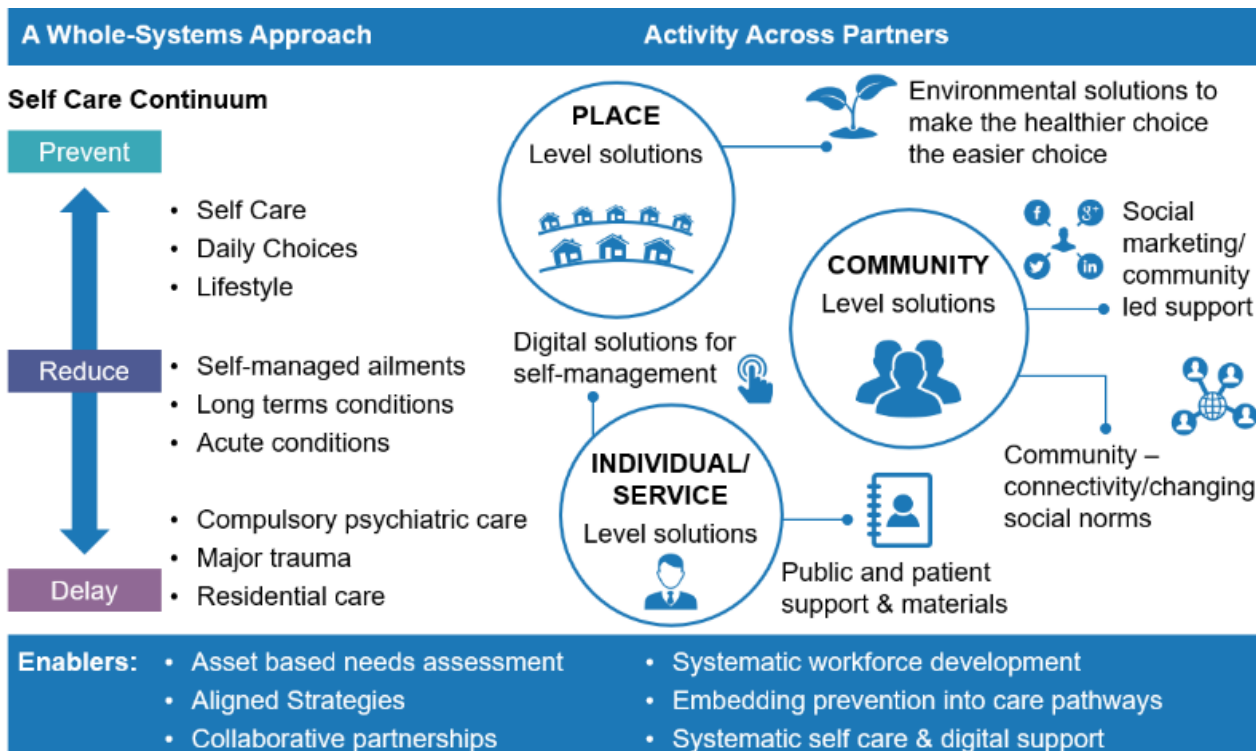 A Whole-Systems Approach
Activity Across Partners
Self Care Continuum
Prevent
• Self Care
• Daily Choices
• Lifestyle
Reduce
• Self-managed ailments
• Long terms conditions
• Acute conditions
• Compulsory psychiatric care
• Major trauma
• Residential care
Delay
PLACE
Level solutions
Environmental solutions to
make the healthier choice
the easier choice
COMMUNITY
Level solutions
f
g+
in
Social
marketing/
community
led support
Community –
connectivity/changing
social norms
Digital solutions for
self-management
INDIVIDUAL/
SERVICE
Level solutions
Public and patient
support & materials
Enablers:
• Asset based needs assessment
• Aligned Strategies
• Collaborative partnerships
• Systematic workforce development
• Embedding prevention into care pathways
• Systematic self care & digital support